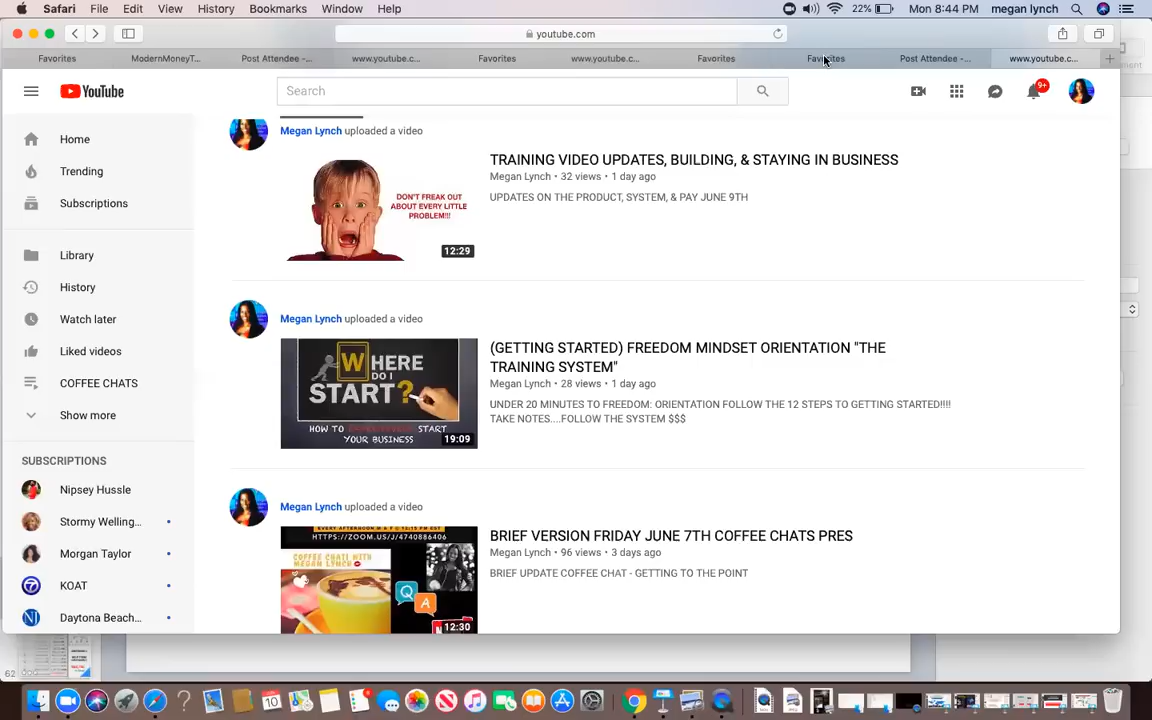 Safari File Edit View History Bookmarks Window Help 22% Mon 8:44 PM megan lynch
youtube.com
Favorites ModernMoneyT... Post Attendee -... www.youtube.c... Favorites www.youtube.c... Favorites Favorites Post Attendee -... www.youtube.c...
YouTube
Search
9+
Home
Trending
Subscriptions
Library
History
Watch later
Liked videos
COFFEE CHATS
Show more
SUBSCRIPTIONS
Nipsey Hussle
Stormy Welling...
Morgan Taylor
KOAT
Daytona Beach...
Megan Lynch uploaded a video
DON'T FREAK OUT
ABOUT EVERY LITTLE
PROBLEM!!!
12:29
TRAINING VIDEO UPDATES, BUILDING, & STAYING IN BUSINESS
Megan Lynch • 32 views • 1 day ago
UPDATES ON THE PRODUCT, SYSTEM, & PAY JUNE 9TH
Megan Lynch uploaded a video
WHERE
DO I
START?
HOW TO EFFECTIVELY START
YOUR BUSINESS
19:09
(GETTING STARTED) FREEDOM MINDSET ORIENTATION "THE
TRAINING SYSTEM"
Megan Lynch • 28 views • 1 day ago
UNDER 20 MINUTES TO FREEDOM: ORIENTATION FOLLOW THE 12 STEPS TO GETTING STARTED!!!!
TAKE NOTES....FOLLOW THE SYSTEM $$$
Megan Lynch uploaded a video
HTTPS://ZOOM.US/J/4740886406
COFFEE CHAT! WITH
MEGAN LYNCH
Q
A
12:30
BRIEF VERSION FRIDAY JUNE 7TH COFFEE CHATS PRES
Megan Lynch • 96 views • 3 days ago
BRIEF UPDATE COFFEE CHAT - GETTING TO THE POINT
62